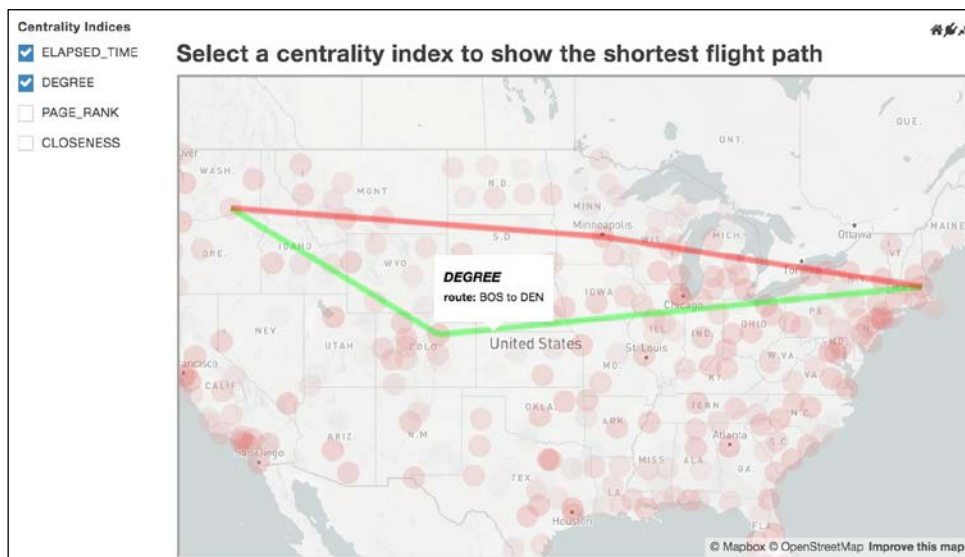 Centrality Indices
ELAPSED_TIME
DEGREE
PAGE_RANK
CLOSENESS
Select a centrality index to show the shortest flight path
QUE.
ONT.
WASH.
MONT
N.D.
MINN.
Minneapolis
Ottawa
MAINE
S.D
WIS.
MICH.
Toronto
VT
ORE.
IDAHO
WYO
DEGREE
route: BOS to DEN
IOWA
Chicago
NEV.
UTAH
COLO
United States
ILL.
IND.
OHIO
PA.
MD.
St. Louis
MO.
W.VA.
VA.
KY.
CALIF.
San Diego
ARIZ.
N.M
OKLA.
ARK.
TENN.
N.C.
Atlanta
S.C.
MISS
ALA.
GA.
TEX
LA.
Houston
FLA
© Mapbox © OpenStreetMap Improve this map